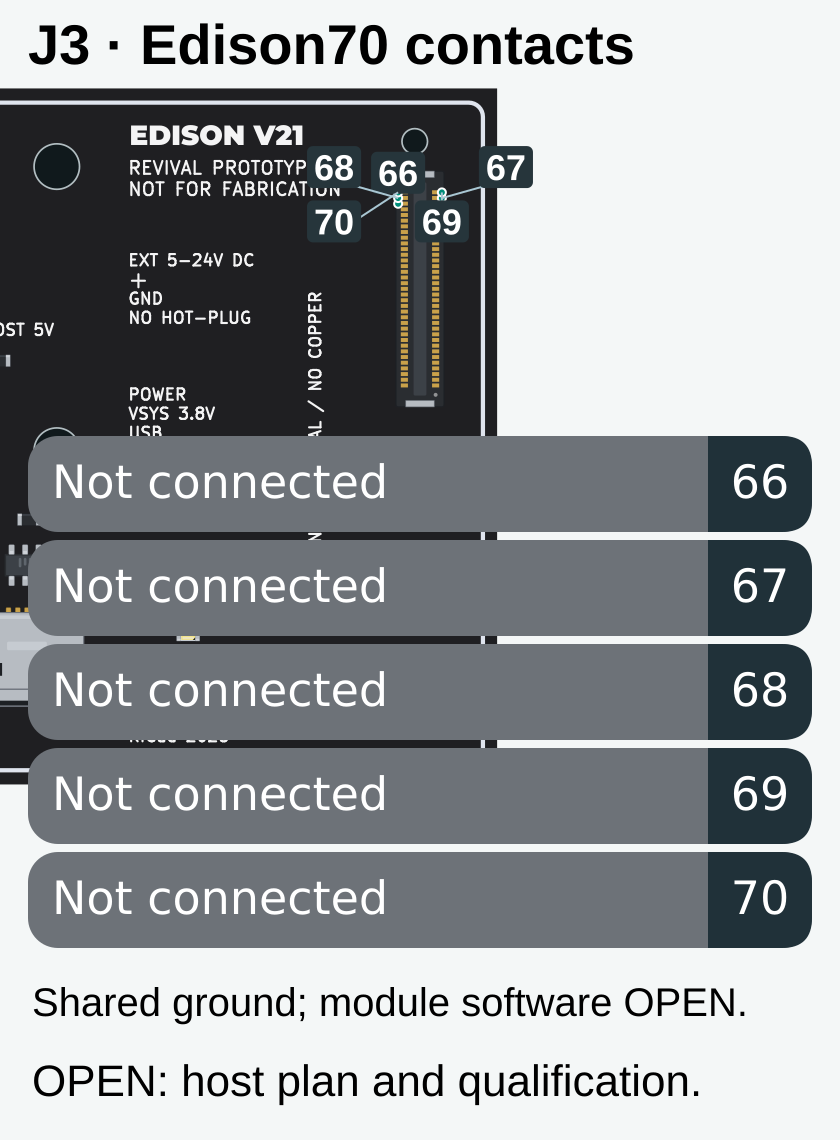 J3 · Edison70 contacts
EDISON V21
REVIVAL PROTOTYP
NOT FOR FABRICATION
68
66
67
70
69
EXT 5–24V DC
+
GND
NO HOT–PLUG
OST 5V
AL / NO COPPER
POWER
VSYS 3.8V
USB
N
Not connected 66
Not connected 67
Not connected 68
Not connected 69
Not connected 70
Shared ground; module software OPEN.
OPEN: host plan and qualification.